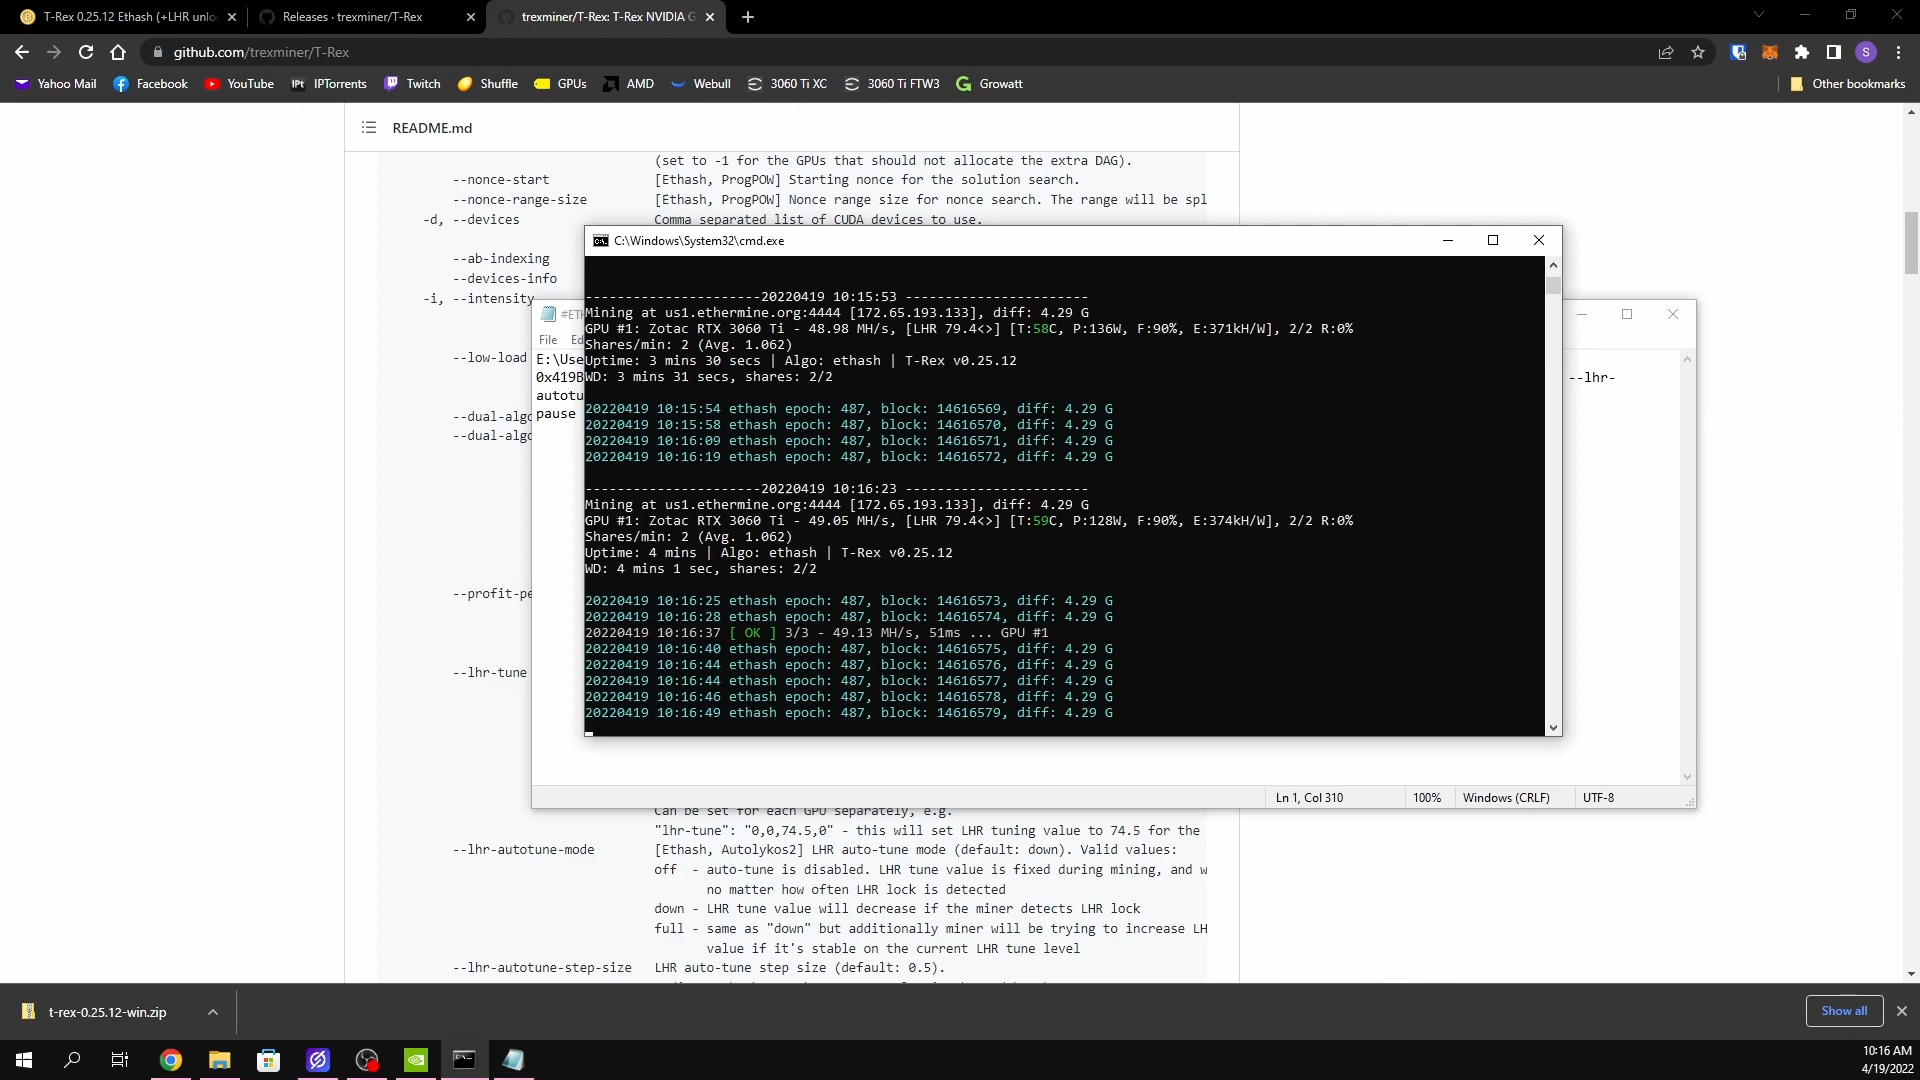 T-Rex 0.25.12 Ethash (+LHR unlo
Releases · trexminer/T-Rex
trexminer/T-Rex: T-Rex NVIDIA G
github.com/trexminer/T-Rex
S
Yahoo Mail
Facebook
YouTube
IPTorrents
Twitch
Shuffle
GPUs
AMD
Webull
3060 Ti XC
3060 Ti FTW3
Growatt
Other bookmarks
README.md
(set to -1 for the GPUs that should not allocate the extra DAG).
--nonce-start [Ethash, ProgPOW] Starting nonce for the solution search.
--nonce-range-size [Ethash, ProgPOW] Nonce range size for nonce search. The range will be spl
-d, --devices Comma separated list of CUDA devices to use.
--ab-indexing
--devices-info
-i, --intensity
--low-load
--dual-algo
--dual-algo
--profit-pe
--lhr-tune
#ETH
File Ed
E:\Use
0x419B
--lhr-
autotu
pause
C:\Windows\System32\cmd.exe
----------------------20220419 10:15:53 -----------------------
Mining at us1.ethermine.org:4444 [172.65.193.133], diff: 4.29 G
GPU #1: Zotac RTX 3060 Ti - 48.98 MH/s, [LHR 79.4<>] [T:58C, P:136W, F:90%, E:371kH/W], 2/2 R:0%
Shares/min: 2 (Avg. 1.062)
Uptime: 3 mins 30 secs | Algo: ethash | T-Rex v0.25.12
WD: 3 mins 31 secs, shares: 2/2
20220419 10:15:54 ethash epoch: 487, block: 14616569, diff: 4.29 G
20220419 10:15:58 ethash epoch: 487, block: 14616570, diff: 4.29 G
20220419 10:16:09 ethash epoch: 487, block: 14616571, diff: 4.29 G
20220419 10:16:19 ethash epoch: 487, block: 14616572, diff: 4.29 G
----------------------20220419 10:16:23 -----------------------
Mining at us1.ethermine.org:4444 [172.65.193.133], diff: 4.29 G
GPU #1: Zotac RTX 3060 Ti - 49.05 MH/s, [LHR 79.4<>] [T:59C, P:128W, F:90%, E:374kH/W], 2/2 R:0%
Shares/min: 2 (Avg. 1.062)
Uptime: 4 mins | Algo: ethash | T-Rex v0.25.12
WD: 4 mins 1 sec, shares: 2/2
20220419 10:16:25 ethash epoch: 487, block: 14616573, diff: 4.29 G
20220419 10:16:28 ethash epoch: 487, block: 14616574, diff: 4.29 G
20220419 10:16:37 [ OK ] 3/3 - 49.13 MH/s, 51ms ... GPU #1
20220419 10:16:40 ethash epoch: 487, block: 14616575, diff: 4.29 G
20220419 10:16:44 ethash epoch: 487, block: 14616576, diff: 4.29 G
20220419 10:16:44 ethash epoch: 487, block: 14616577, diff: 4.29 G
20220419 10:16:46 ethash epoch: 487, block: 14616578, diff: 4.29 G
20220419 10:16:49 ethash epoch: 487, block: 14616579, diff: 4.29 G
Ln 1, Col 310 100% Windows (CRLF) UTF-8
Can be set for each GPU separately, e.g.
"lhr-tune": "0,0,74.5,0" - this will set LHR tuning value to 74.5 for the
--lhr-autotune-mode [Ethash, Autolykos2] LHR auto-tune mode (default: down). Valid values:
off - auto-tune is disabled. LHR tune value is fixed during mining, and w
no matter how often LHR lock is detected
down - LHR tune value will decrease if the miner detects LHR lock
full - same as "down" but additionally miner will be trying to increase LH
value if it's stable on the current LHR tune level
--lhr-autotune-step-size LHR auto-tune step size (default: 0.5).
t-rex-0.25.12-win.zip
Show all
10:16 AM
4/19/2022